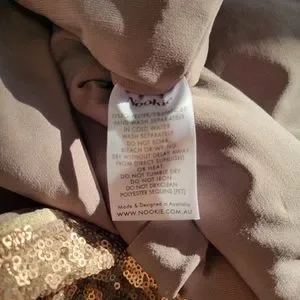 Nookie
HAND WASH SEPARATELY
IN COLD WATER
WASH SEPARATELY
DO NOT SOAK
BLEACH OR WRING
DRY WITHOUT DELAY AWAY
FROM DIRECT SUNLIGHT
OR HEAT
DO NOT TUMBLE DRY
DO NOT IRON
DO NOT DRYCLEAN
POLYESTER SEQUINS [PET]
Made & Designed in Australia
WWW.NOOKIE.COM.AU